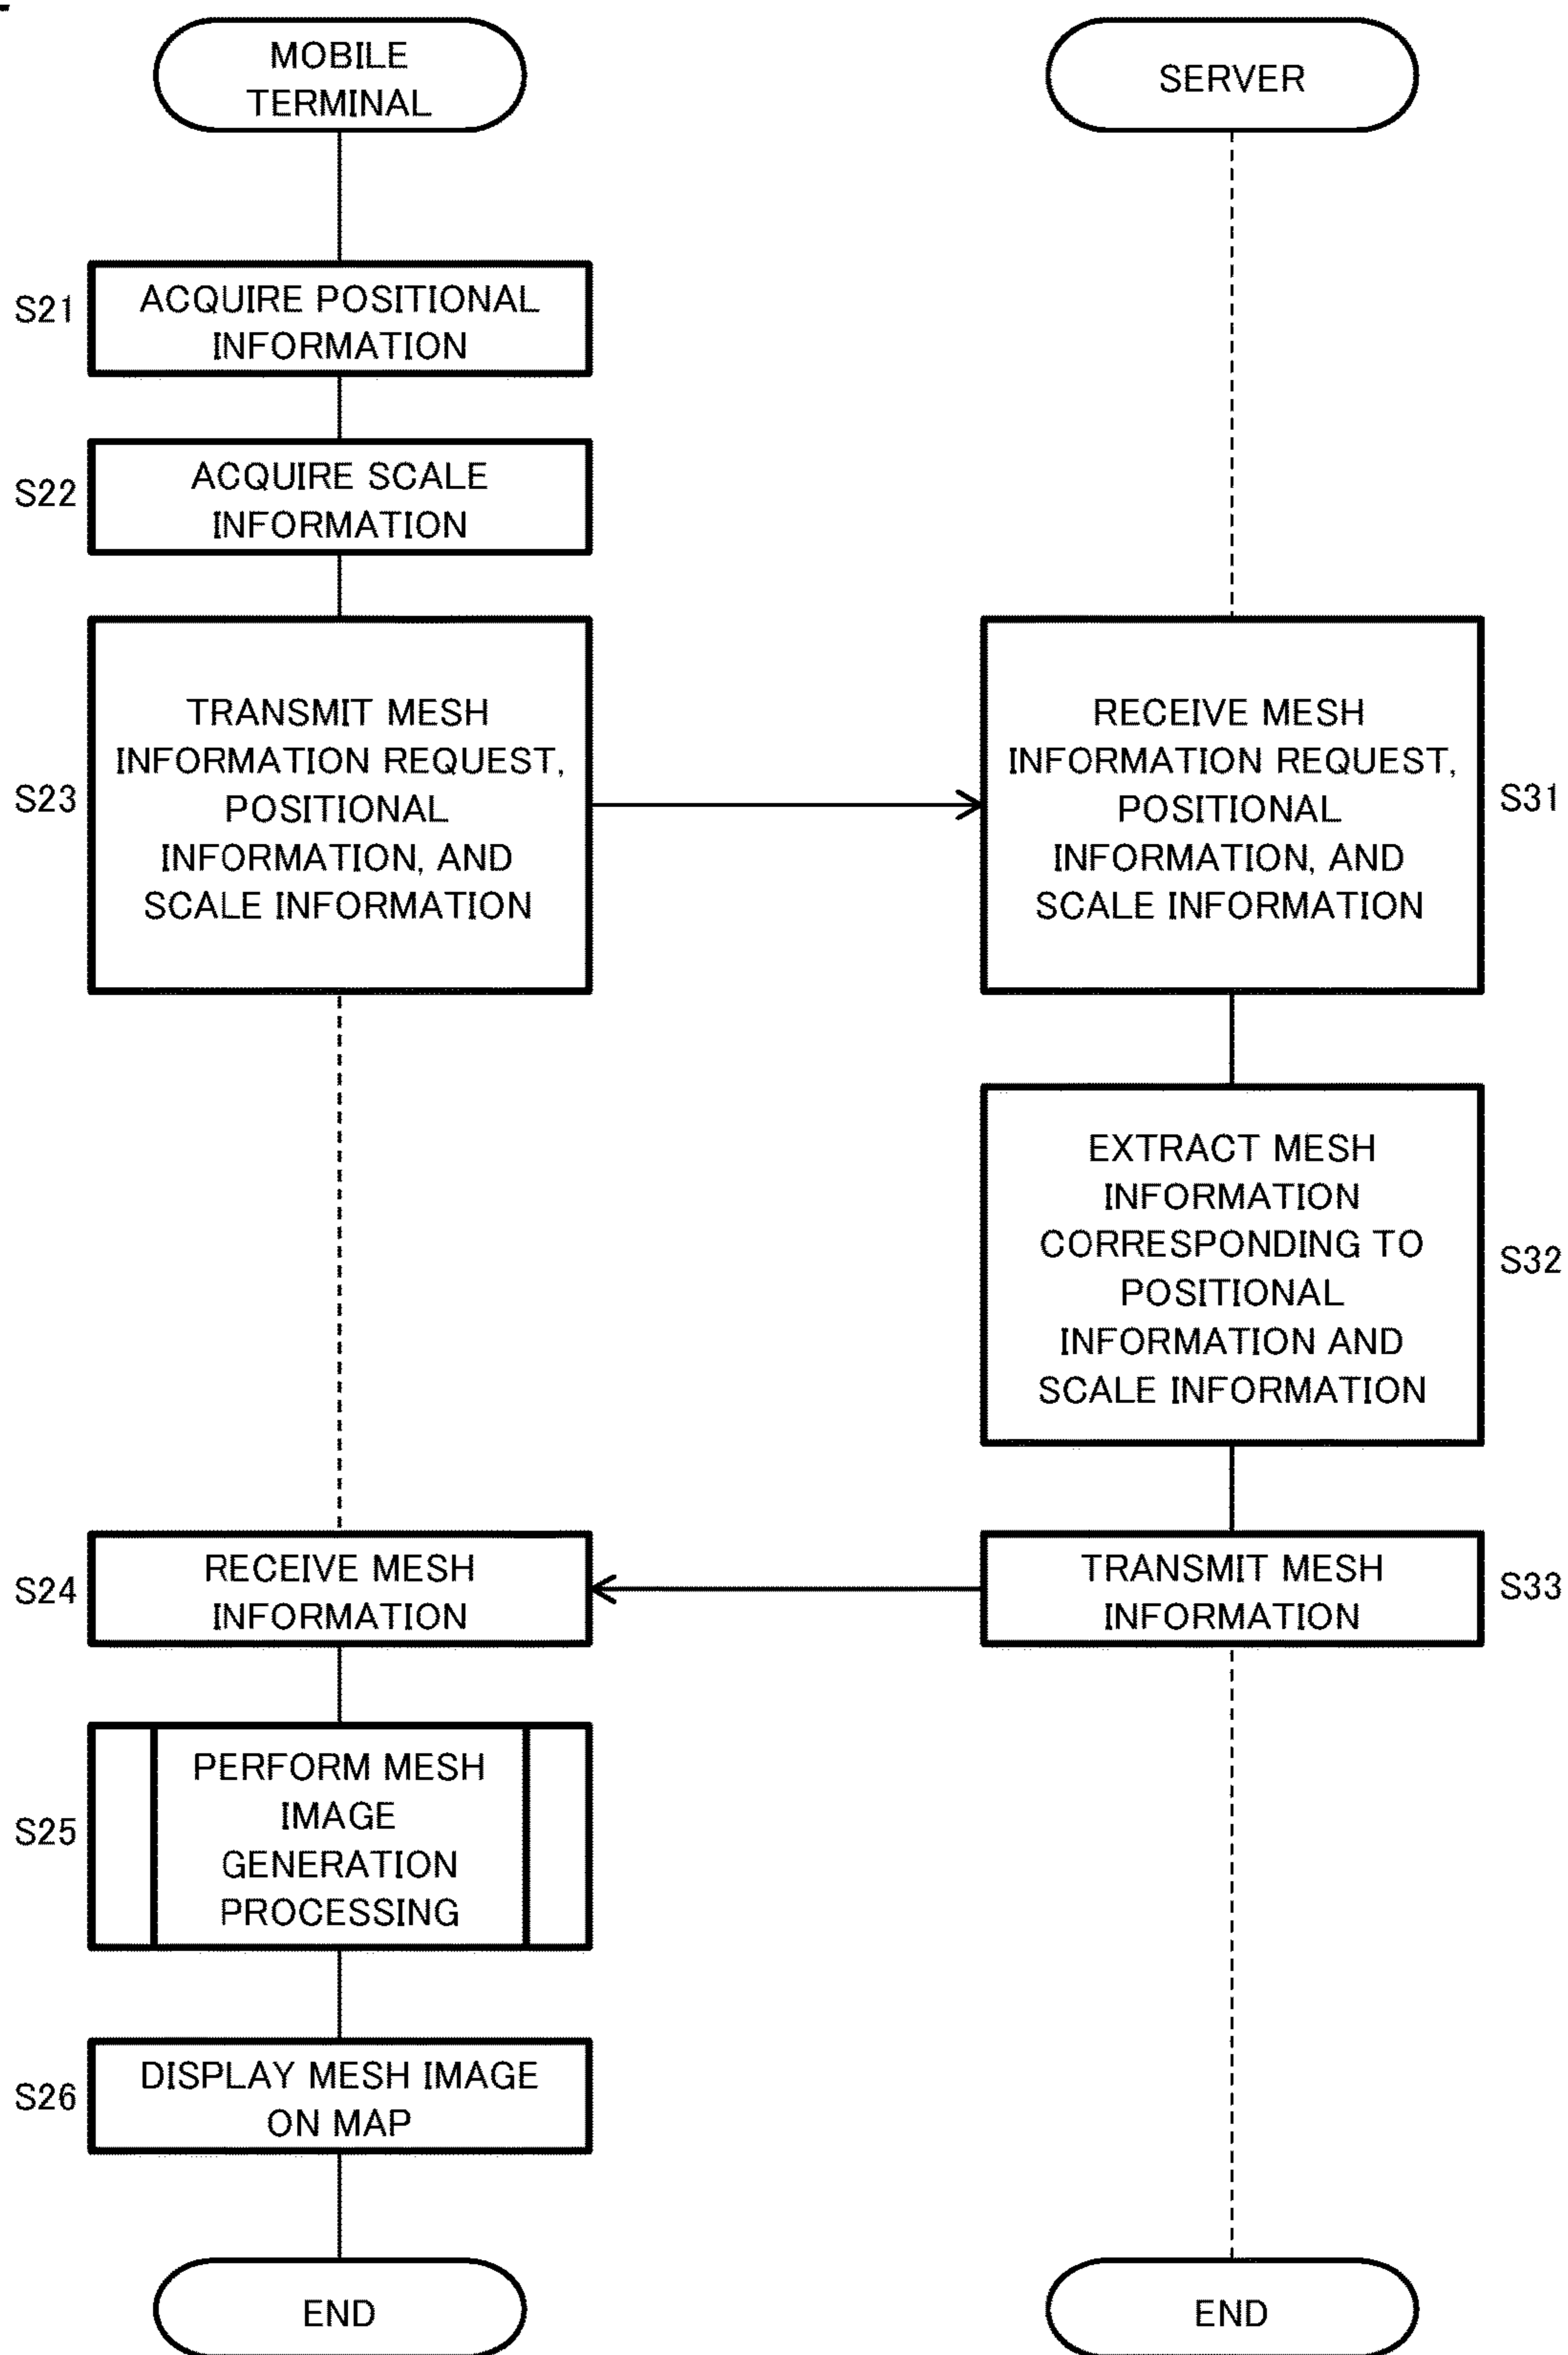 MOBILE
TERMINAL
SERVER
S21
ACQUIRE POSITIONAL
INFORMATION
S22
ACQUIRE SCALE
INFORMATION
S23
TRANSMIT MESH
INFORMATION REQUEST,
POSITIONAL
INFORMATION, AND
SCALE INFORMATION
RECEIVE MESH
INFORMATION REQUEST,
POSITIONAL
INFORMATION, AND
SCALE INFORMATION
S31
EXTRACT MESH
INFORMATION
CORRESPONDING TO
POSITIONAL
INFORMATION AND
SCALE INFORMATION
S32
S24
RECEIVE MESH
INFORMATION
TRANSMIT MESH
INFORMATION
S33
S25
PERFORM MESH
IMAGE
GENERATION
PROCESSING
S26
DISPLAY MESH IMAGE
ON MAP
END
END